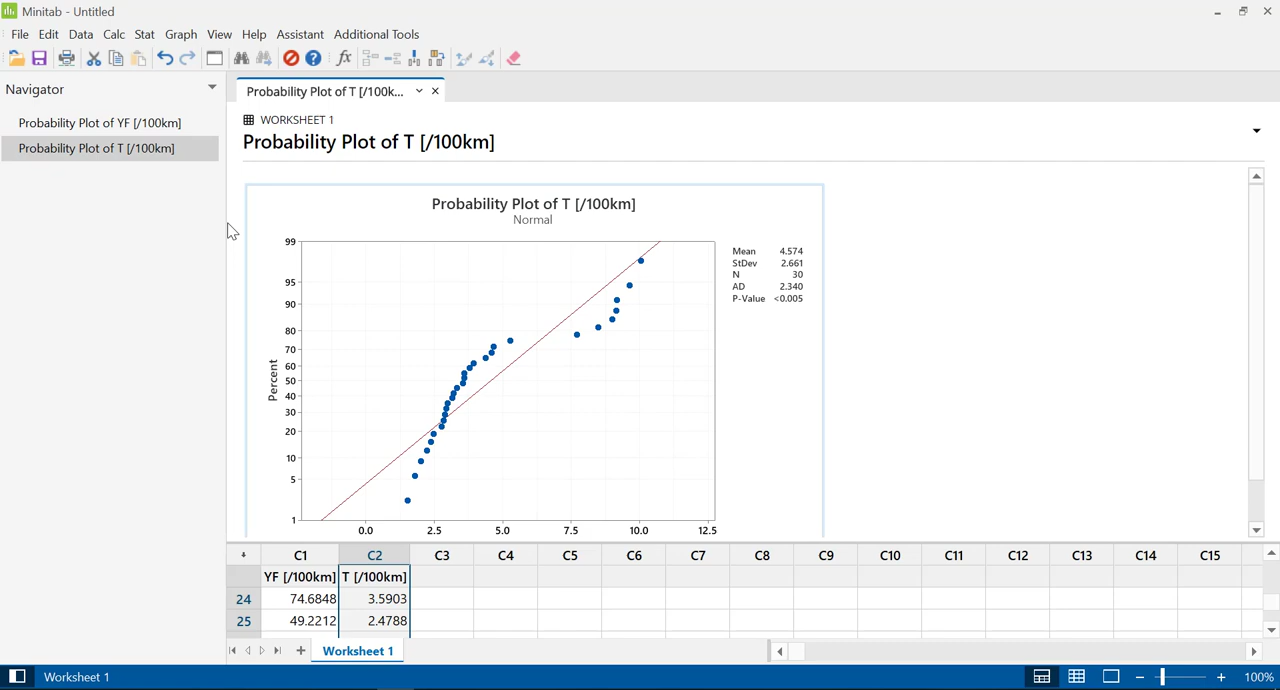 Minitab - Untitled
File Edit Data Calc Stat Graph View Help Assistant Additional Tools
Navigator
Probability Plot of YF [/100km]
Probability Plot of T [/100km]
Probability Plot of T [/100k...
WORKSHEET 1
Probability Plot of T [/100km]
Probability Plot of T [/100km]
Normal
99
95
90
80
70
60
50
40
30
20
10
5
1
Percent
0.0 2.5 5.0 7.5 10.0 12.5
Mean 4.574
StDev 2.661
N 30
AD 2.340
P-Value <0.005
C1 C2 C3 C4 C5 C6 C7 C8 C9 C10 C11 C12 C13 C14 C15
YF [/100km] T [/100km]
24 74.6848 3.5903
25 49.2212 2.4788
Worksheet 1
Worksheet 1
100%